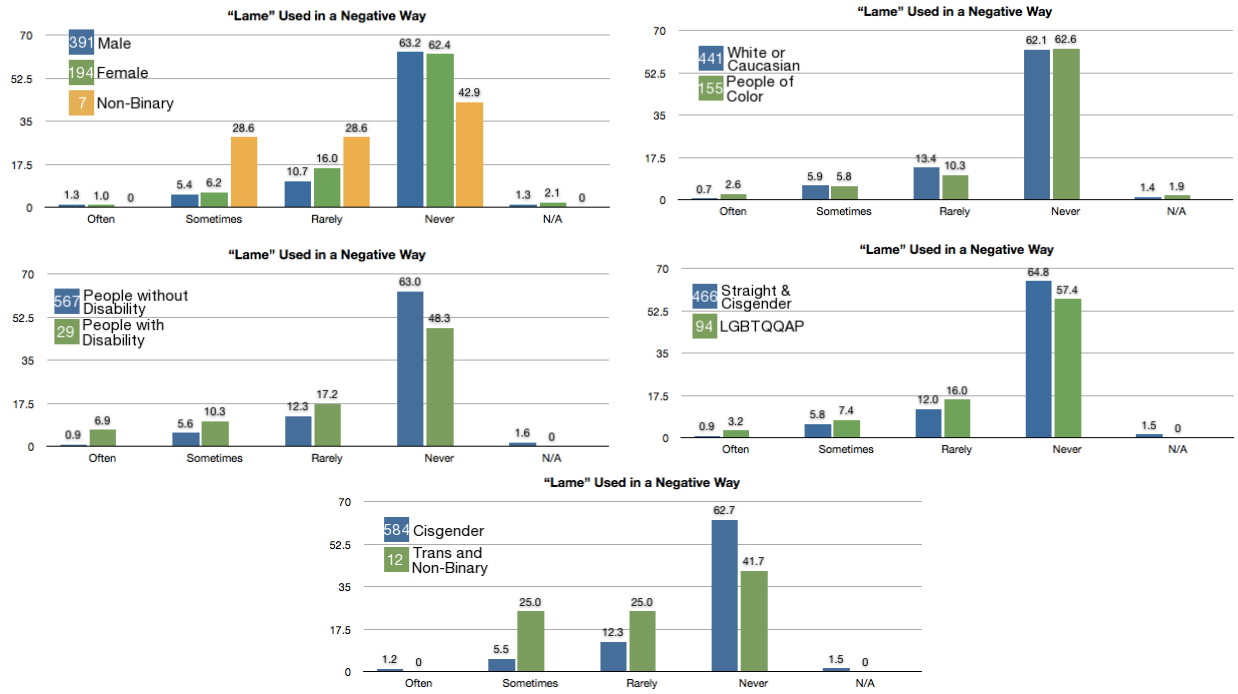 “Lame” Used in a Negative Way
70
52.5
35
17.5
0
391 Male
194 Female
7 Non-Binary
1.3 1.0 0
5.4 6.2 28.6
10.7 16.0 28.6
63.2 62.4 42.9
1.3 2.1 0
Often Sometimes Rarely Never N/A
“Lame” Used in a Negative Way
70
52.5
35
17.5
0
441 White or
Caucasian
155 People of
Color
0.7 2.6
5.9 5.8
13.4 10.3
62.1 62.6
1.4 1.9
Often Sometimes Rarely Never N/A
“Lame” Used in a Negative Way
70
52.5
35
17.5
0
567 People without
Disability
29 People with
Disability
0.9 6.9
5.6 10.3
12.3 17.2
63.0 48.3
1.6 0
Often Sometimes Rarely Never N/A
“Lame” Used in a Negative Way
70
52.5
35
17.5
0
466 Straight &
Cisgender
94 LGBTQQAP
0.9 3.2
5.8 7.4
12.0 16.0
64.8 57.4
1.5 0
Often Sometimes Rarely Never N/A
“Lame” Used in a Negative Way
70
52.5
35
17.5
0
584 Cisgender
12 Trans and
Non-Binary
1.2 0
5.5 25.0
12.3 25.0
62.7 41.7
1.5 0
Often Sometimes Rarely Never N/A